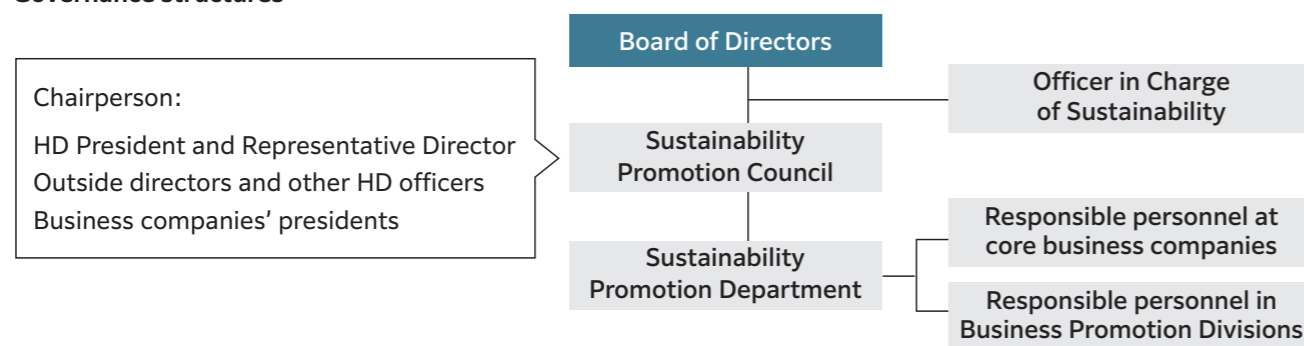 Governance structures
Board of Directors
Officer in Charge
of Sustainability
Chairperson:
HD President and Representative Director
Outside directors and other HD officers
Business companies’ presidents
Sustainability
Promotion Council
Sustainability
Promotion Department
Responsible personnel at
core business companies
Responsible personnel in
Business Promotion Divisions